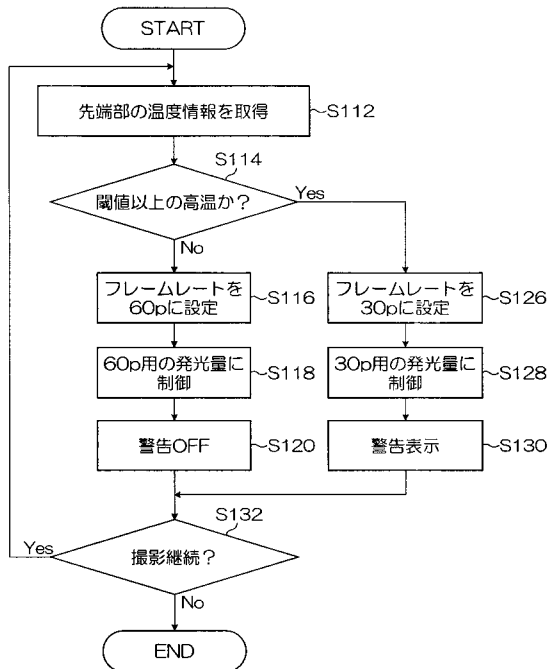 START
先端部の温度情報を取得
S112
S114
閾値以上の高温か?
Yes
No
フレームレートを
60pに設定
S116
フレームレートを
30pに設定
S126
60p用の発光量に
制御
S118
30p用の発光量に
制御
S128
警告OFF
S120
警告表示
S130
S132
Yes
撮影継続?
No
END